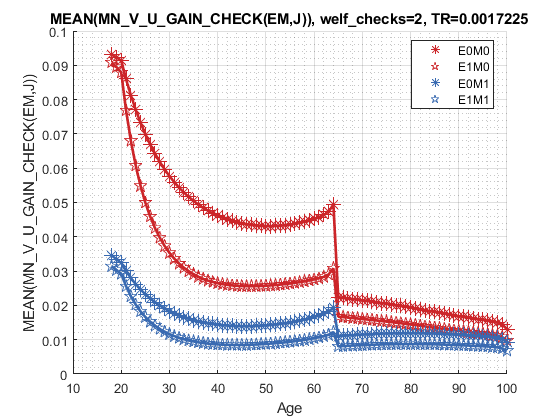 MEAN(MN_V_U_GAIN_CHECK(EM,J)), welf_checks=2, TR=0.0017225
MEAN(MN_V_U_GAIN_CHECK(EM,J))
0.1
0.09
0.08
0.07
0.06
0.05
0.04
0.03
0.02
0.01
0
E0M0
E1M0
E0M1
E1M1
10 20 30 40 50 60 70 80 90 100
Age